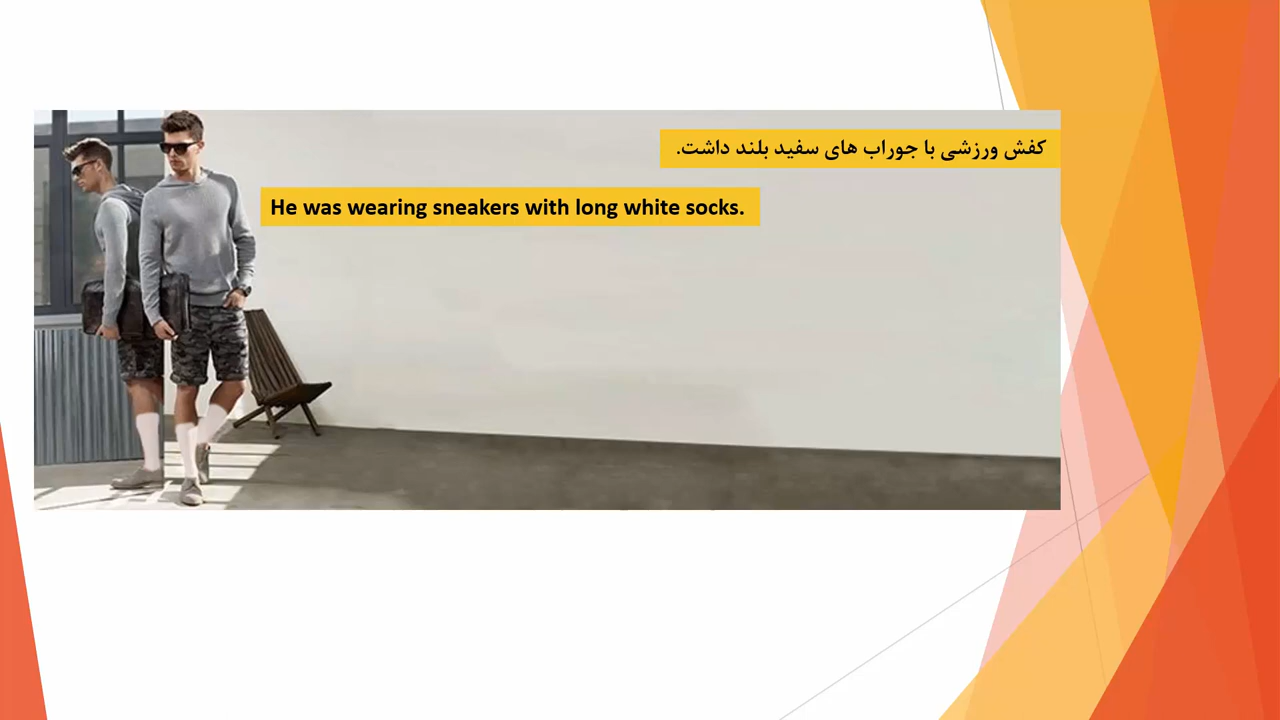 کفش ورزشی با جوراب های سفید بلند داشت.
He was wearing sneakers with long white socks.